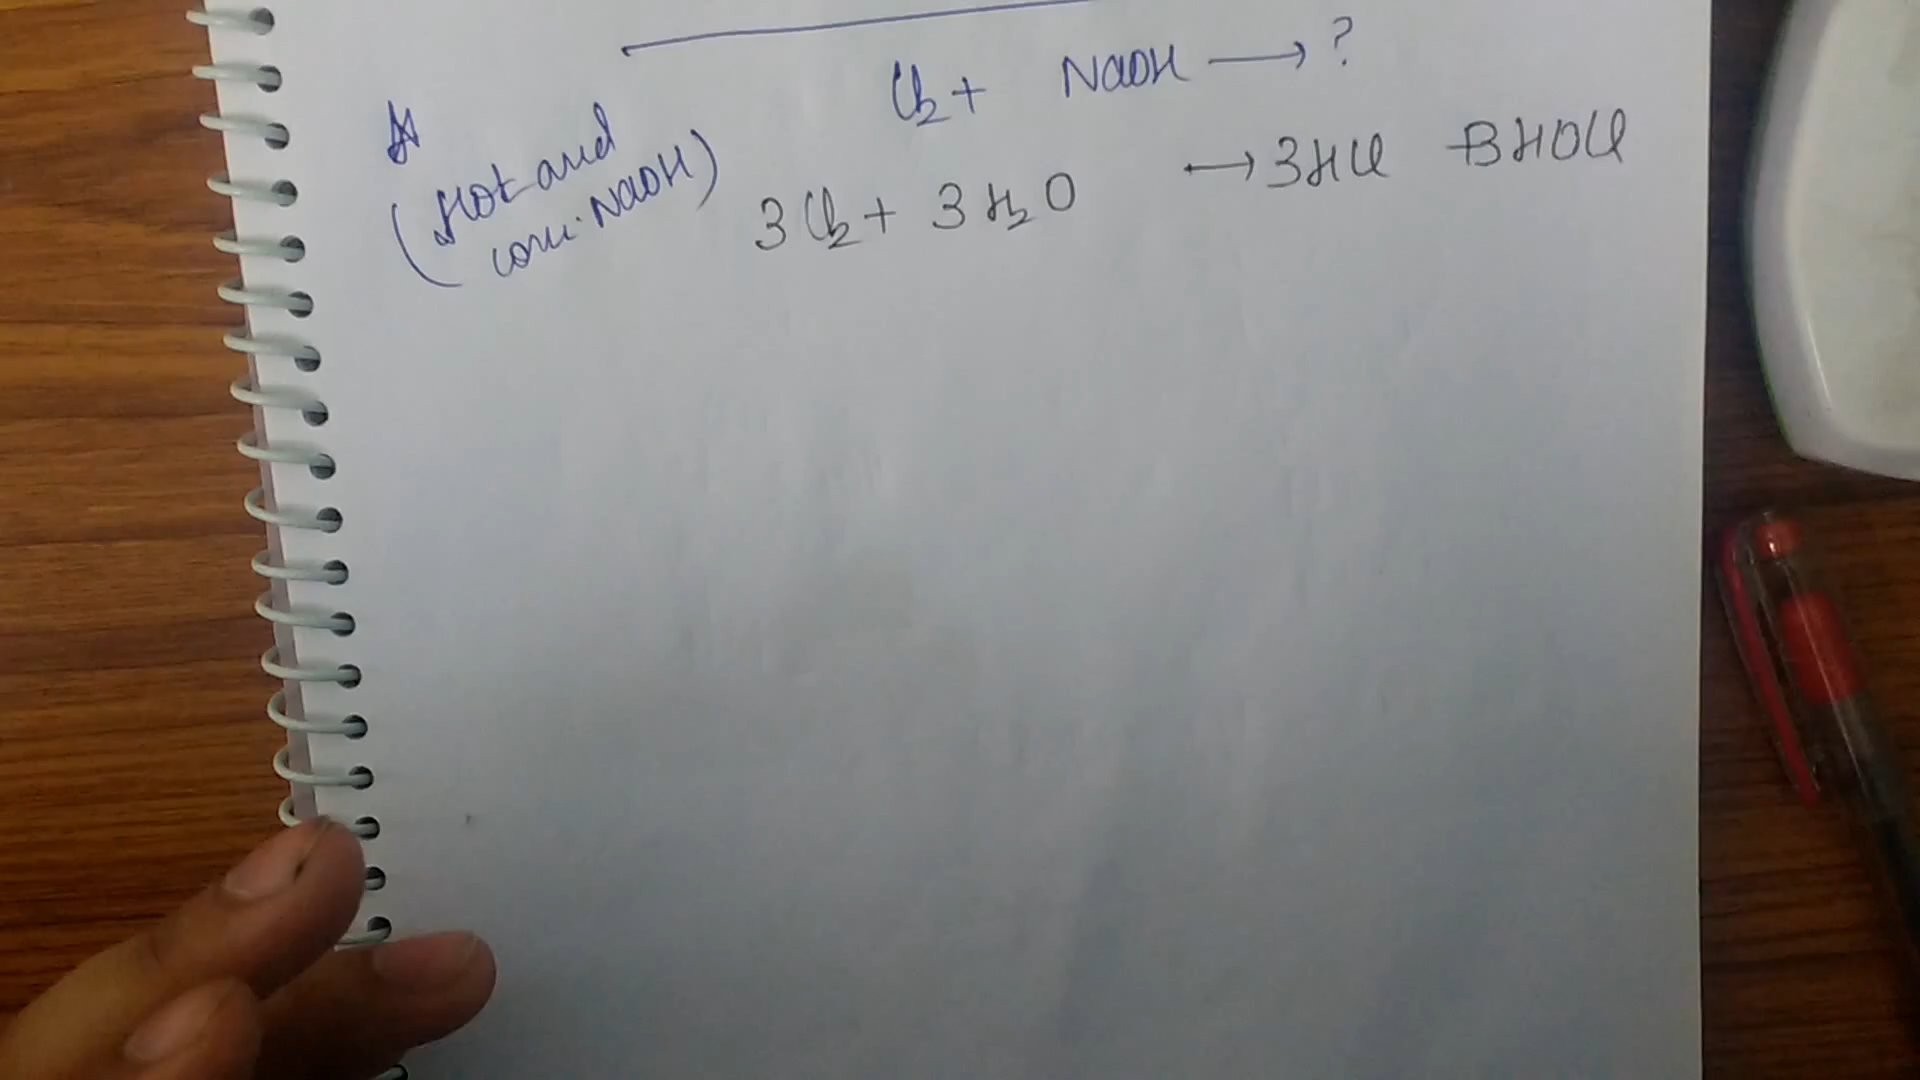 Cl₂ + NaOH → ?
(Hot and
conc. NaOH)
3Cl₂ + 3H₂O → 3HCl + 3HOCl